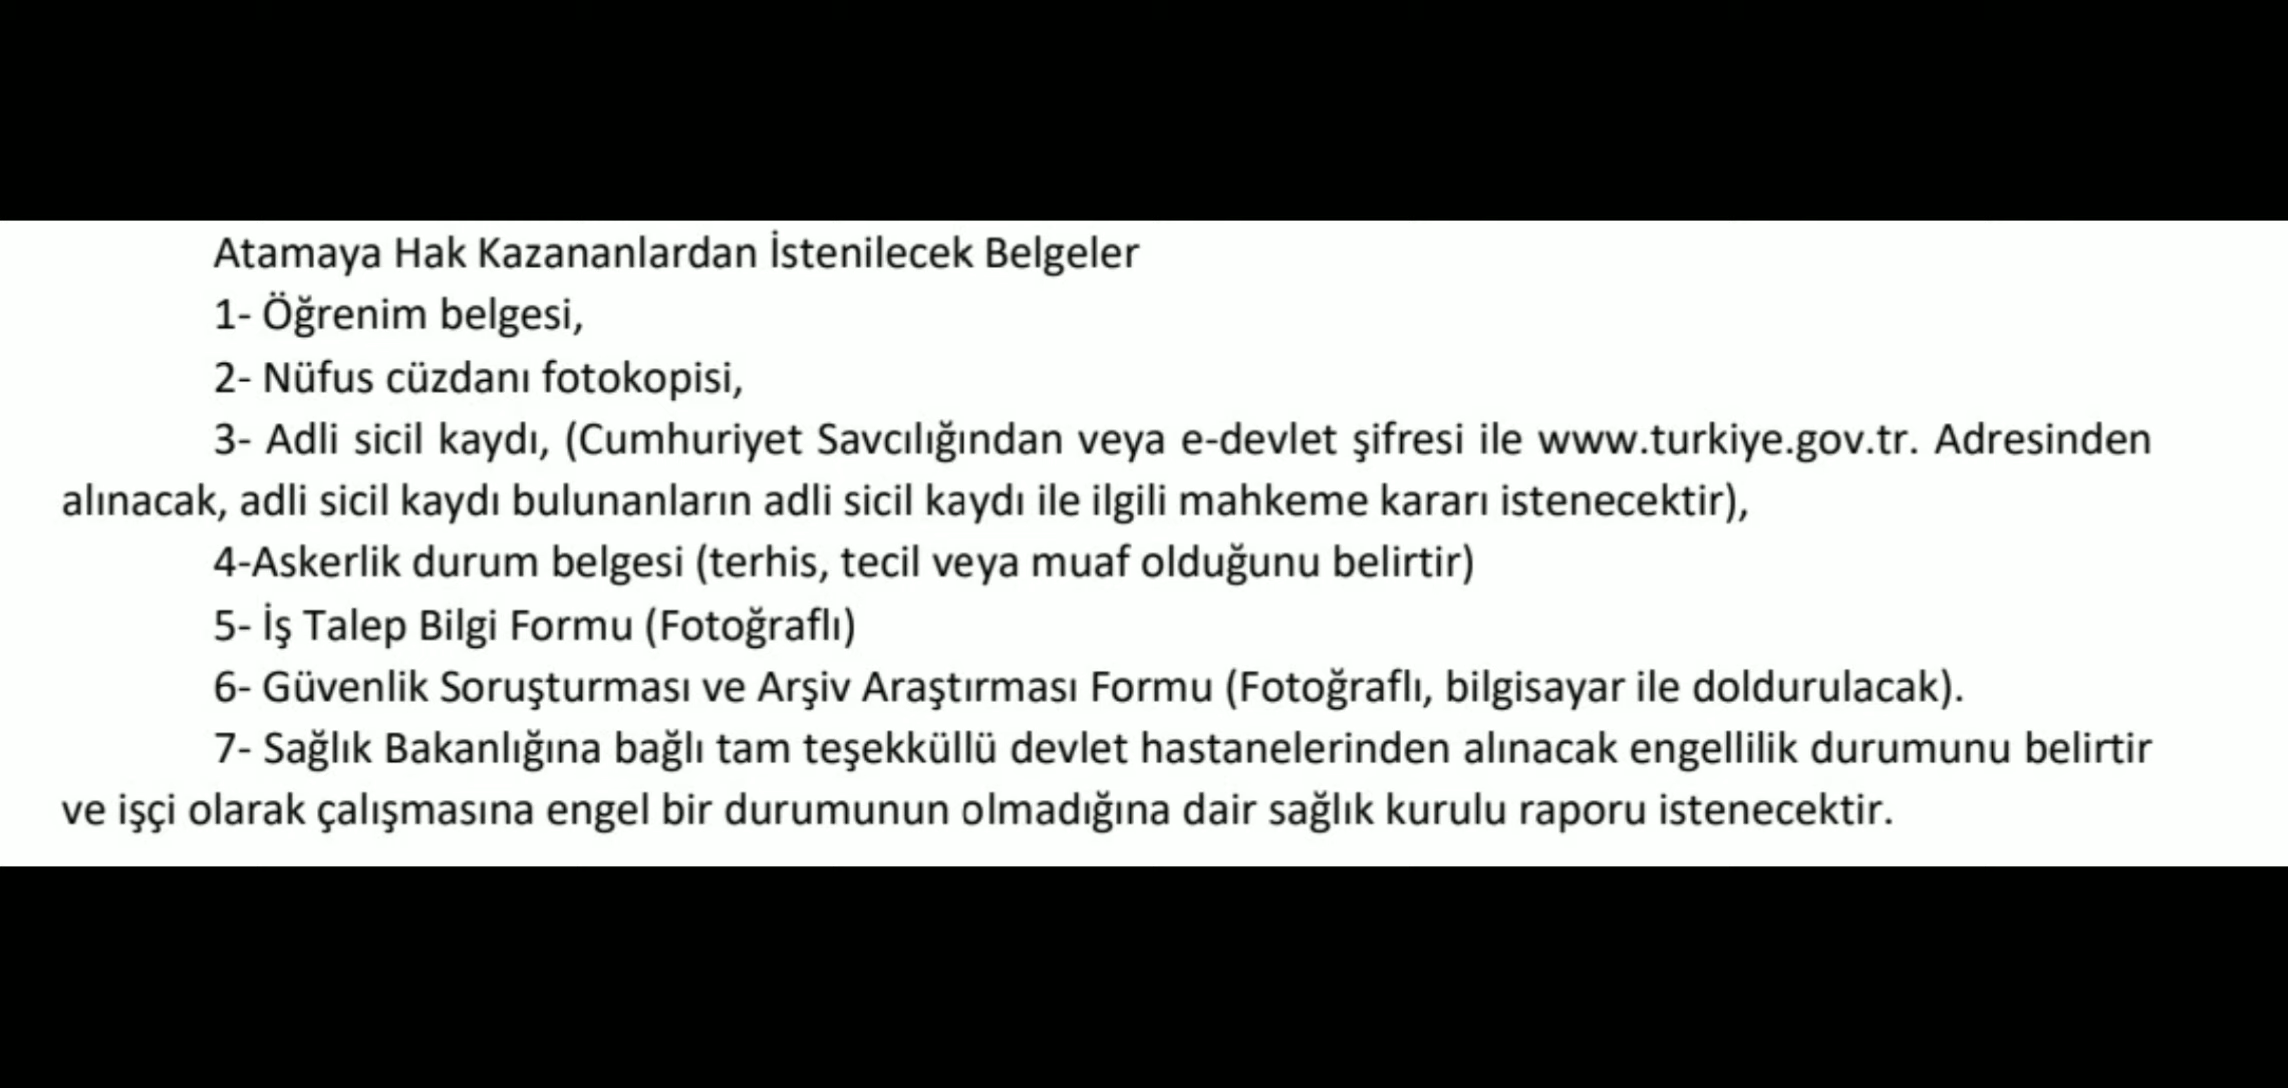 Atamaya Hak Kazananlardan İstenilecek Belgeler
1- Öğrenim belgesi,
2- Nüfus cüzdanı fotokopisi,
3- Adli sicil kaydı, (Cumhuriyet Savcılığından veya e-devlet şifresi ile www.turkiye.gov.tr. Adresinden
alınacak, adli sicil kaydı bulunanların adli sicil kaydı ile ilgili mahkeme kararı istenecektir),
4-Askerlik durum belgesi (terhis, tecil veya muaf olduğunu belirtir)
5- İş Talep Bilgi Formu (Fotoğraflı)
6- Güvenlik Soruşturması ve Arşiv Araştırması Formu (Fotoğraflı, bilgisayar ile doldurulacak).
7- Sağlık Bakanlığına bağlı tam teşekküllü devlet hastanelerinden alınacak engellilik durumunu belirtir
ve işçi olarak çalışmasına engel bir durumunun olmadığına dair sağlık kurulu raporu istenecektir.